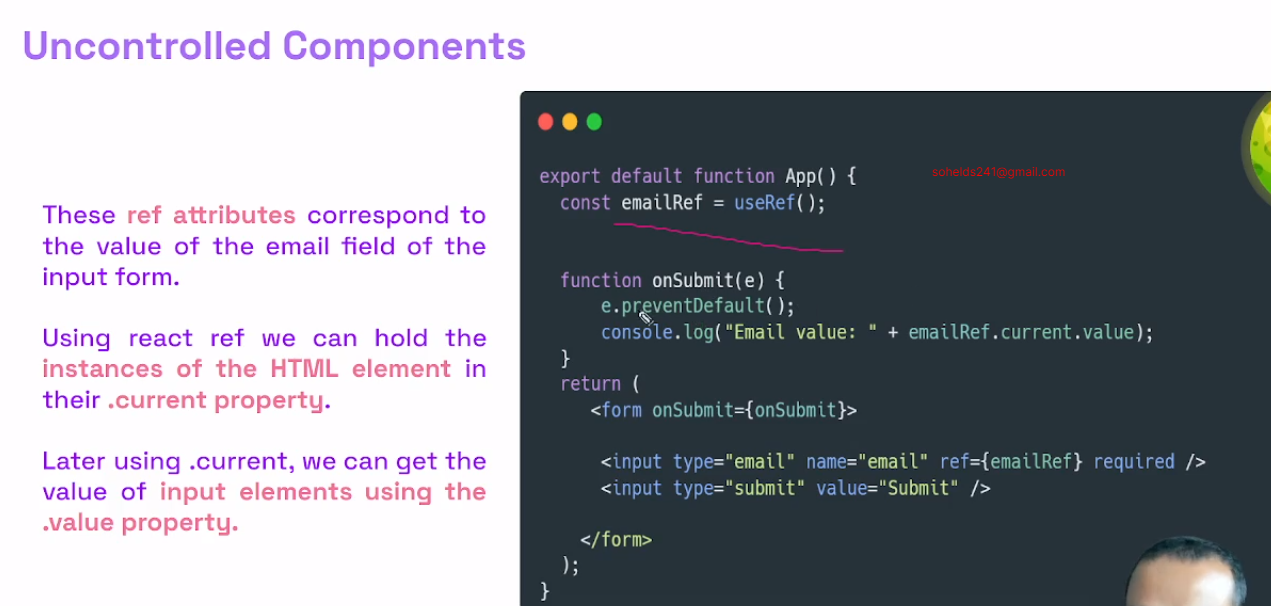 Uncontrolled Components
These ref attributes correspond to
the value of the email field of the
input form.
Using react ref we can hold the
instances of the HTML element in
their .current property.
Later using .current, we can get the
value of input elements using the
.value property.
sohelds241@gmail.com
export default function App() {
const emailRef = useRef();
function onSubmit(e) {
e.preventDefault();
console.log("Email value: " + emailRef.current.value);
}
return (
<form onSubmit={onSubmit}>
<input type="email" name="email" ref={emailRef} required />
<input type="submit" value="Submit" />
</form>
);
}